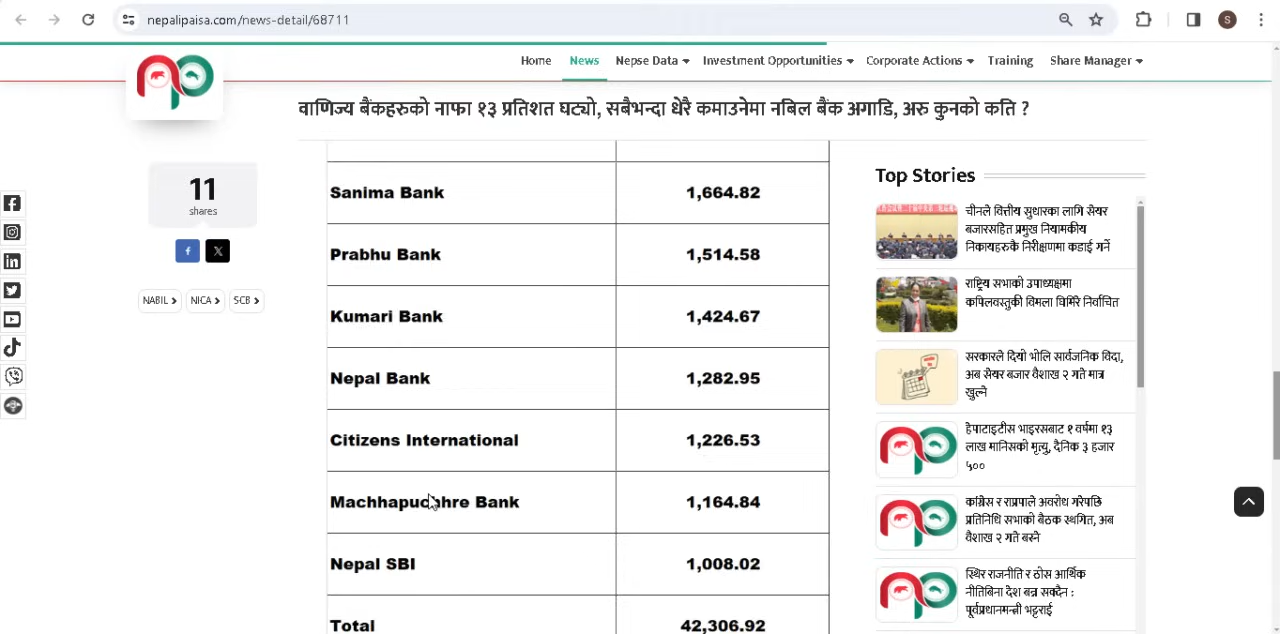 nepalipaisa.com/news-detail/68711
S
Home
News
Nepse Data
Investment Opportunities
Corporate Actions
Training
Share Manager
वाणिज्य बैंकहरुको नाफा १३ प्रतिशत घट्यो, सबैभन्दा धेरै कमाउनेमा नबिल बैंक अगाडि, अरु कुनको कति ?
11
shares
NABIL
NICA
SCB
Sanima Bank 1,664.82
Prabhu Bank 1,514.58
Kumari Bank 1,424.67
Nepal Bank 1,282.95
Citizens International 1,226.53
Machhapuchhre Bank 1,164.84
Nepal SBI 1,008.02
Total 42,306.92
Top Stories
चीनले वित्तीय सुधारका लागि सेयर
बजारसहित प्रमुख नियामकीय
निकायहरुकै निरीक्षणमा कडाई गर्ने
राष्ट्रिय सभाको उपाध्यक्षमा
कपिलवस्तुकी विमला घिमिरे निर्वाचित
सरकारले दियो भोलि सार्वजनिक विदा,
अब सेयर बजार वैशाख २ गते मात्र
खुल्ने
हेपाटाइटीस भाइरसबाट १ वर्षमा १३
लाख मानिसको मृत्यु, दैनिक ३ हजार
५००
कांग्रेस र राप्रपाले अवरोध गरेपछि
प्रतिनिधि सभाको बैठक स्थगित, अब
वैशाख २ गते बस्ने
स्थिर राजनीति र ठोस आर्थिक
नीतिबिना देश बन्न सक्दैन :
पूर्वप्रधानमन्त्री भट्टराई